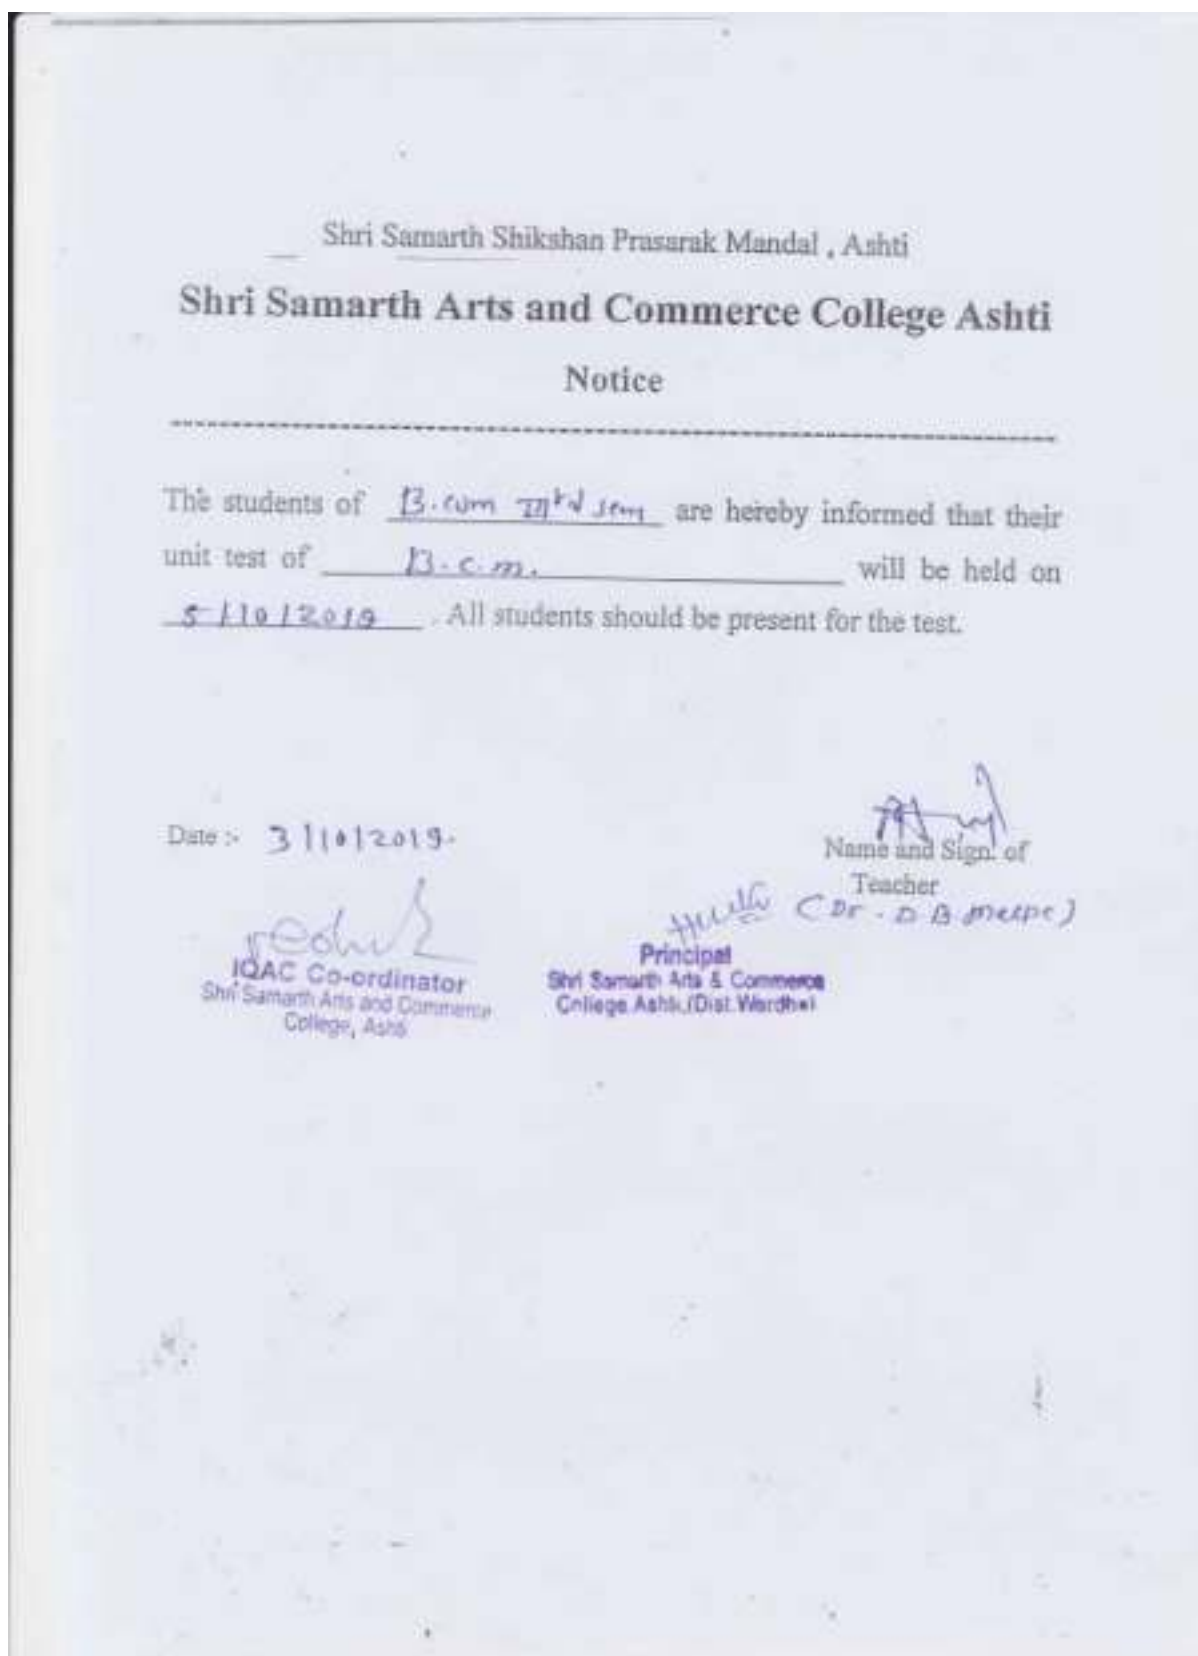 Shri Samarth Shikshan Prasarak Mandal , Ashti
Shri Samarth Arts and Commerce College Ashti
Notice
The students of B.com IIIrd sem are hereby informed that their
unit test of B.c.m. will be held on
5/10/2019 . All students should be present for the test.
Date :- 3/10/2019.
Name and Sign. of
Teacher
(Dr. D B
IQAC Co-ordinator
Shri Samarth Arts and Commerce
College, Ashti
Principal
Shri Samarth Arts & Commerce
College Ashti,(Dist.Wardha)